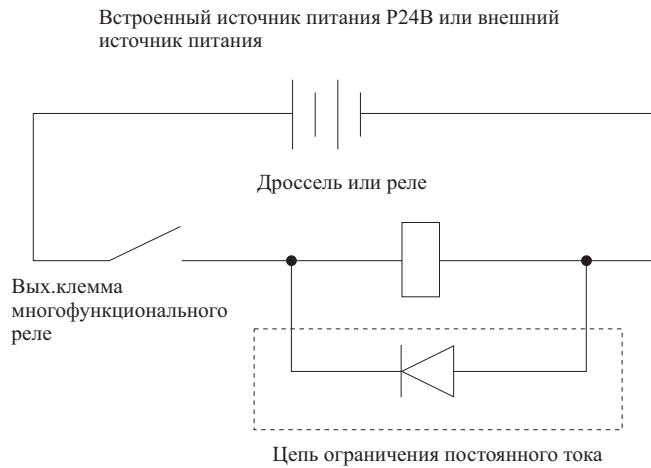 Встроенный источник питания P24В или внешний
источник питания
Дроссель или реле
Вых.клемма
многофункционального
реле
Цепь ограничения постоянного тока